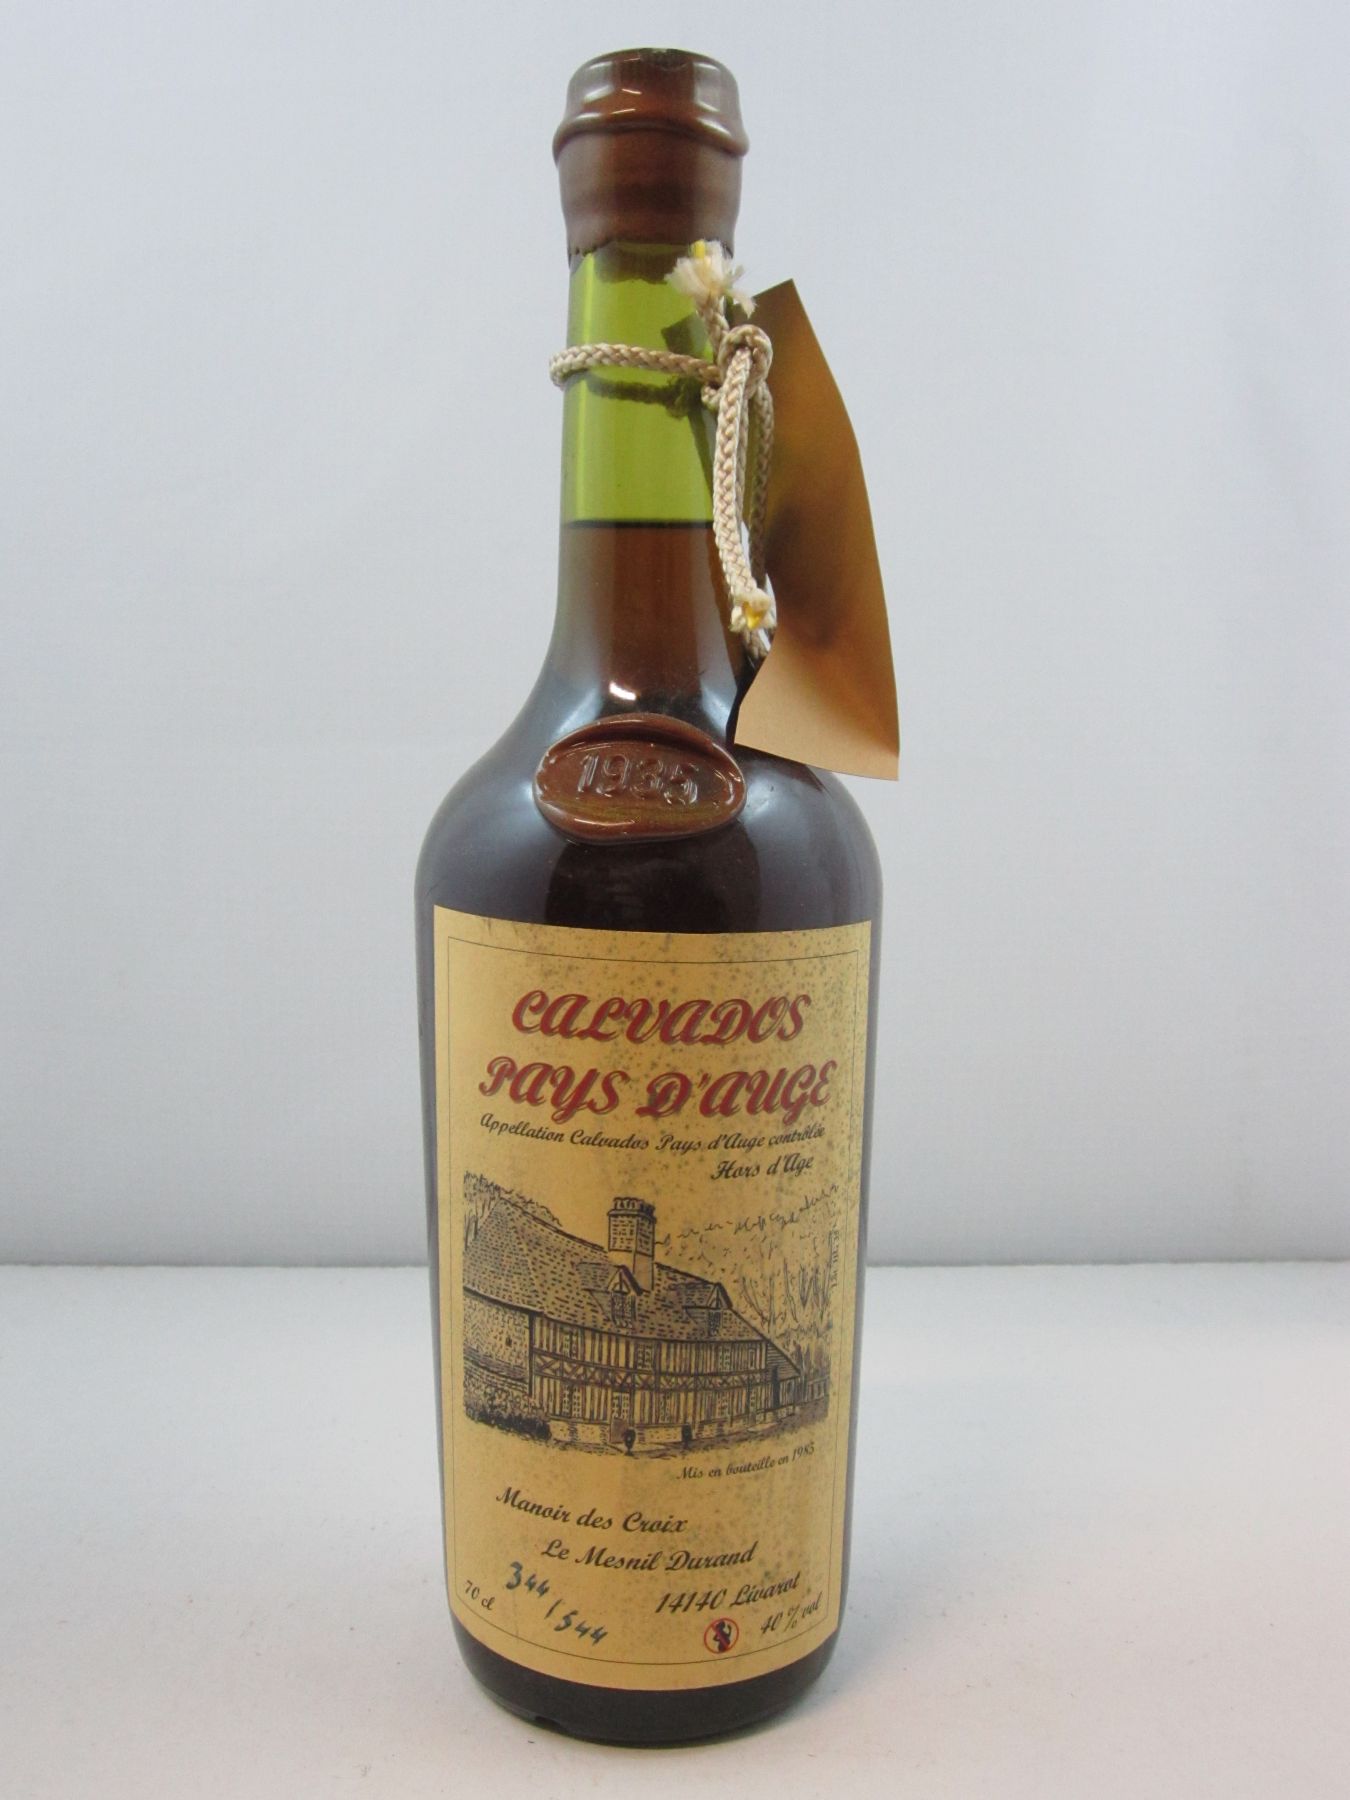 1935
CALVADOS
PAYS D'AUGE
Appellation Calvados Pays d'Auge contrôlée
Hors d'Age
Mis en bouteille en 1985
Manoir des Croix
Le Mesnil Durand
14140 Livarot
70 cl
344/544
40 % vol